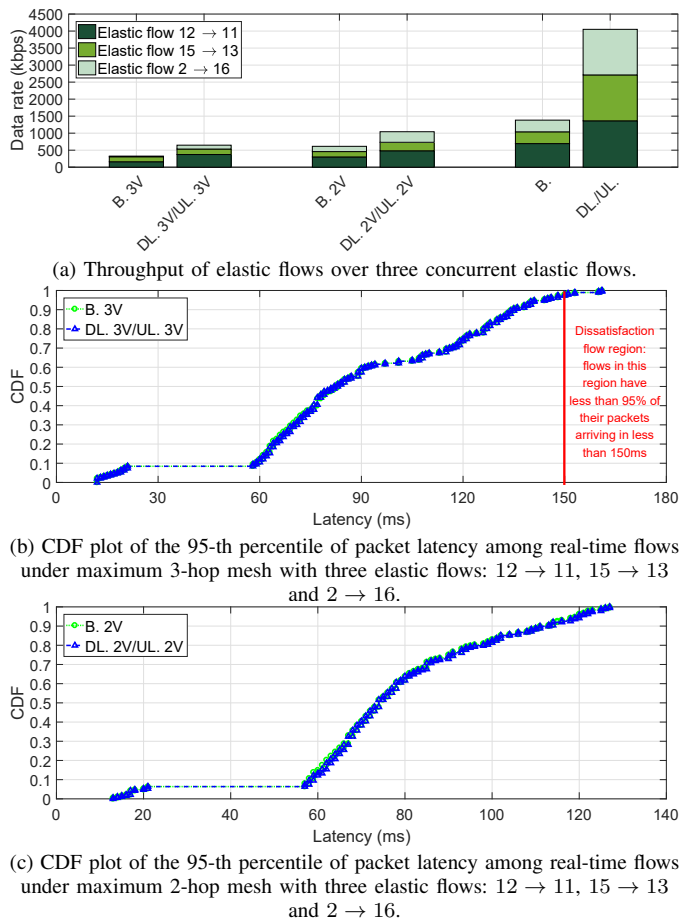 4500
4000
3500
3000
2500
2000
1500
1000
500
0
Data rate (kbps)
Elastic flow 12 → 11
Elastic flow 15 → 13
Elastic flow 2 → 16
B. 3V
DL. 3V/UL. 3V
B. 2V
DL. 2V/UL. 2V
B.
DL./UL.
(a) Throughput of elastic flows over three concurrent elastic flows.
1
0.9
0.8
0.7
0.6
0.5
0.4
0.3
0.2
0.1
0
CDF
B. 3V
DL. 3V/UL. 3V
Dissatisfaction
flow region:
flows in this
region have
less than 95% of
their packets
arriving in less
than 150ms
0 30 60 90 120 150 180
Latency (ms)
(b) CDF plot of the 95-th percentile of packet latency among real-time flows
under maximum 3-hop mesh with three elastic flows: 12 → 11, 15 → 13
and 2 → 16.
1
0.9
0.8
0.7
0.6
0.5
0.4
0.3
0.2
0.1
0
CDF
B. 2V
DL. 2V/UL. 2V
0 20 40 60 80 100 120 140
Latency (ms)
(c) CDF plot of the 95-th percentile of packet latency among real-time flows
under maximum 2-hop mesh with three elastic flows: 12 → 11, 15 → 13
and 2 → 16.